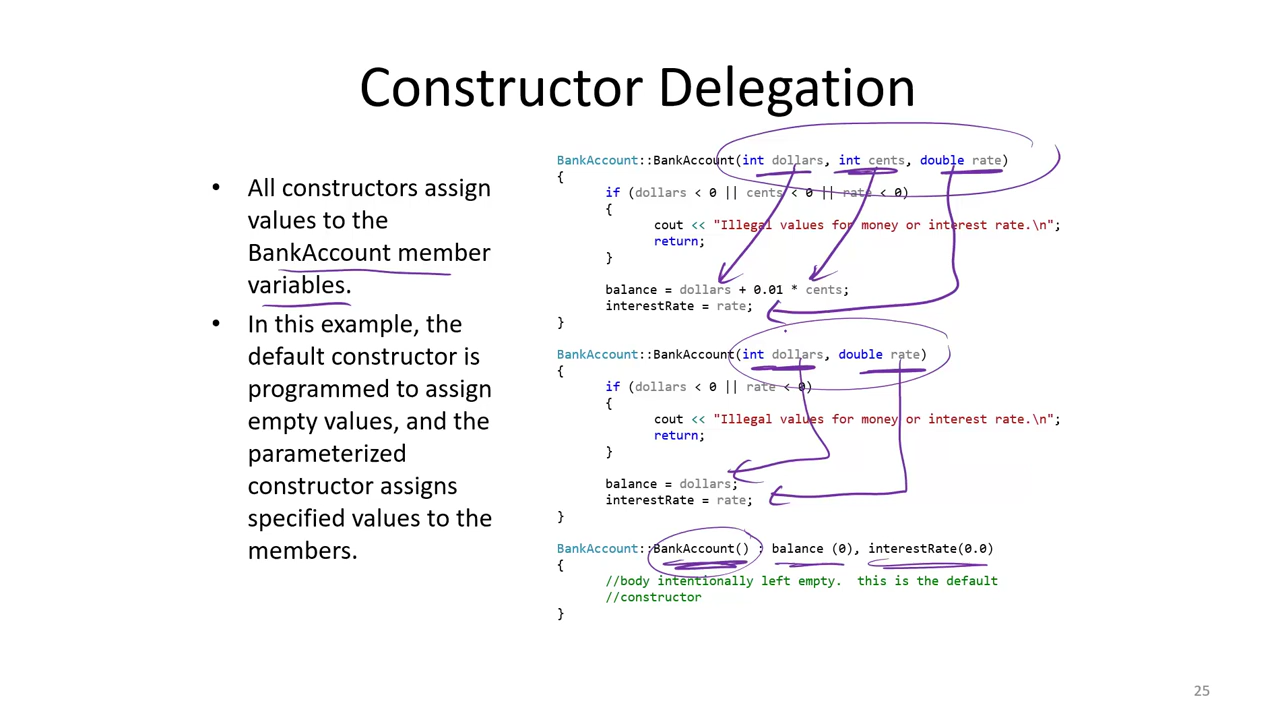 Constructor Delegation
• All constructors assign
values to the
BankAccount member
variables.
• In this example, the
default constructor is
programmed to assign
empty values, and the
parameterized
constructor assigns
specified values to the
members.
BankAccount::BankAccount(int dollars, int cents, double rate)
{
if (dollars < 0 || cents < 0 || rate < 0)
{
cout << "Illegal values for money or interest rate.\n";
return;
}
balance = dollars + 0.01 * cents;
interestRate = rate;
}
BankAccount::BankAccount(int dollars, double rate)
{
if (dollars < 0 || rate < 0)
{
cout << "Illegal values for money or interest rate.\n";
return;
}
balance = dollars;
interestRate = rate;
}
BankAccount::BankAccount() : balance (0), interestRate(0.0)
{
//body intentionally left empty.  this is the default
//constructor
}
25